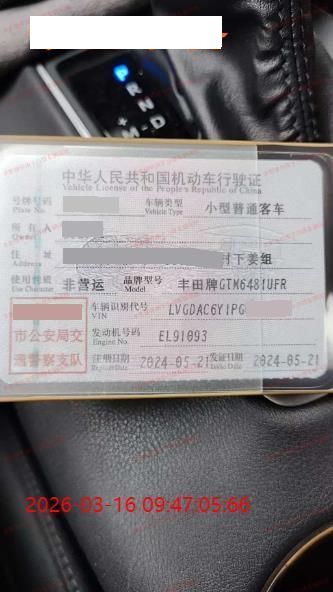 P
R
N
D
+
M
-
中华人民共和国机动车行驶证
Vehicle License of the People's Republic of China
号牌号码 车辆类型 小型普通客车
Plate No. Vehicle Type
所有人
Owner
住址 村下姜组
Address
使用性质 非营运 品牌型号 丰田牌GTM6481UFR
Use Character Model
车辆识别代号 LVGDAC6Y1PG
VIN
市公安局交 发动机号码 EL91093
Engine No.
通警察支队 注册日期 2024-05-21 发证日期 2024-05-21
Register Date Issue Date
2026-03-16 09:47:05:66